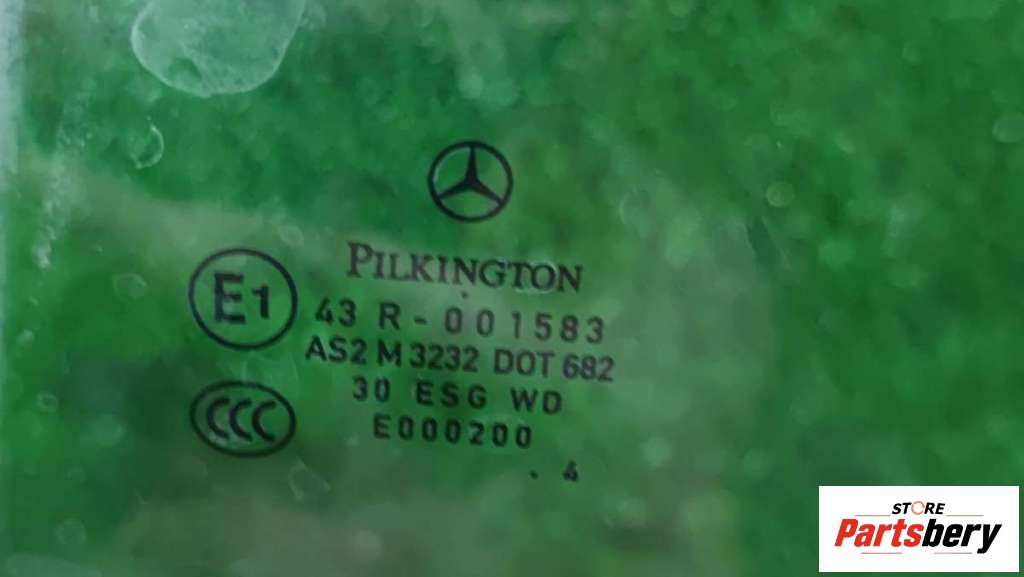 PILKINGTON
E1
43 R - 001583
AS2 M 3232 DOT 682
30 ESG WD
CCC
E000200
. 4
STORE
Partsbery